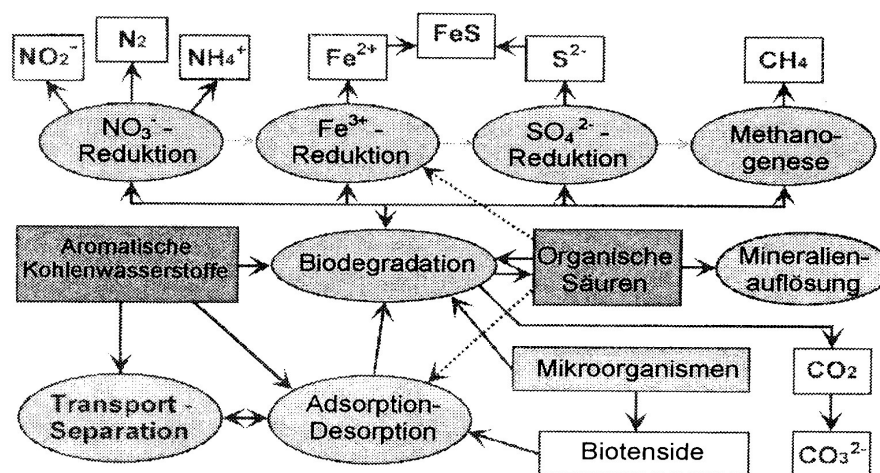 NO₂⁻
N₂
NH₄⁺
Fe²⁺
FeS
S²⁻
CH₄
NO₃⁻ -
Reduktion
Fe³⁺ -
Reduktion
SO₄²⁻ -
Reduktion
Methano-
genese
Aromatische
Kohlenwasserstoffe
Biodegradation
Organische
Säuren
Mineralien-
auflösung
Mikroorganismen
CO₂
Transport -
Separation
Adsorption-
Desorption
Biotenside
CO₃²⁻